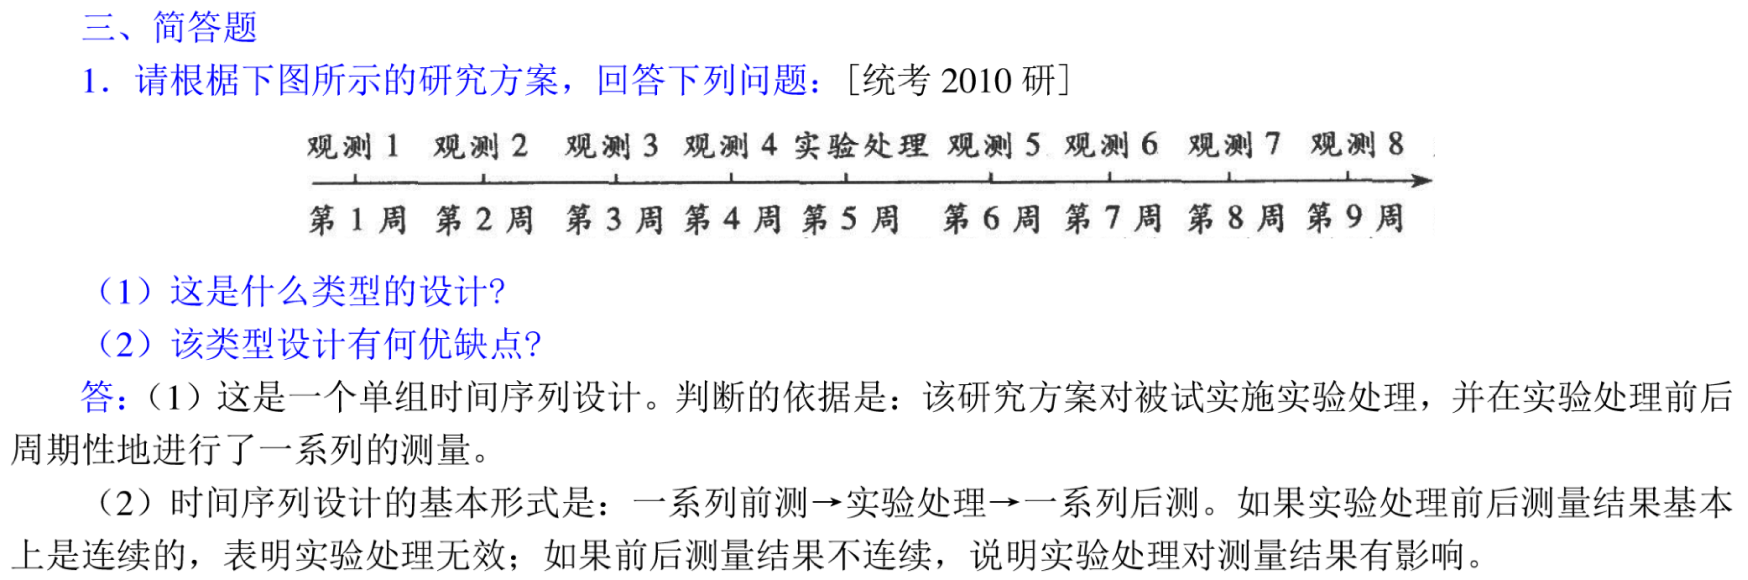 三、简答题
1．请根椐下图所示的研究方案，回答下列问题：[统考 2010 研]
观测 1 观测 2 观测 3 观测 4 实验处理 观测 5 观测 6 观测 7 观测 8
第 1 周 第 2 周 第 3 周 第 4 周 第 5 周 第 6 周 第 7 周 第 8 周 第 9 周
（1）这是什么类型的设计?
（2）该类型设计有何优缺点?
答：（1）这是一个单组时间序列设计。判断的依据是：该研究方案对被试实施实验处理，并在实验处理前后
周期性地进行了一系列的测量。
（2）时间序列设计的基本形式是：一系列前测→实验处理→一系列后测。如果实验处理前后测量结果基本
上是连续的，表明实验处理无效；如果前后测量结果不连续，说明实验处理对测量结果有影响。